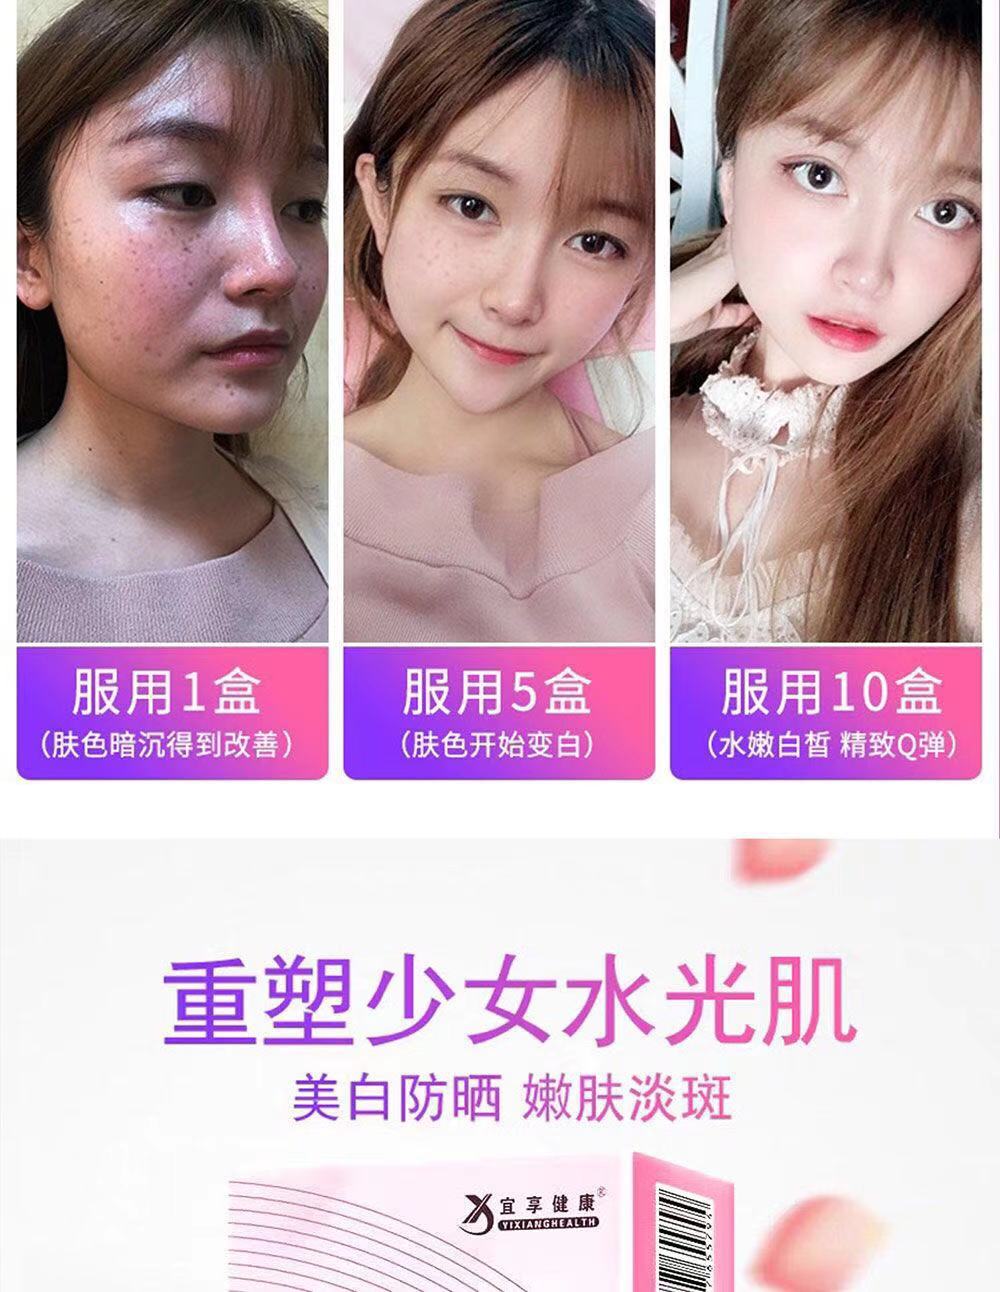 服用1盒
（肤色暗沉得到改善）
服用5盒
（肤色开始变白）
服用10盒
（水嫩白皙 精致Q弹）
重塑少女水光肌
美白防晒 嫩肤淡斑
宜享健康
YIXIANGHEALTH